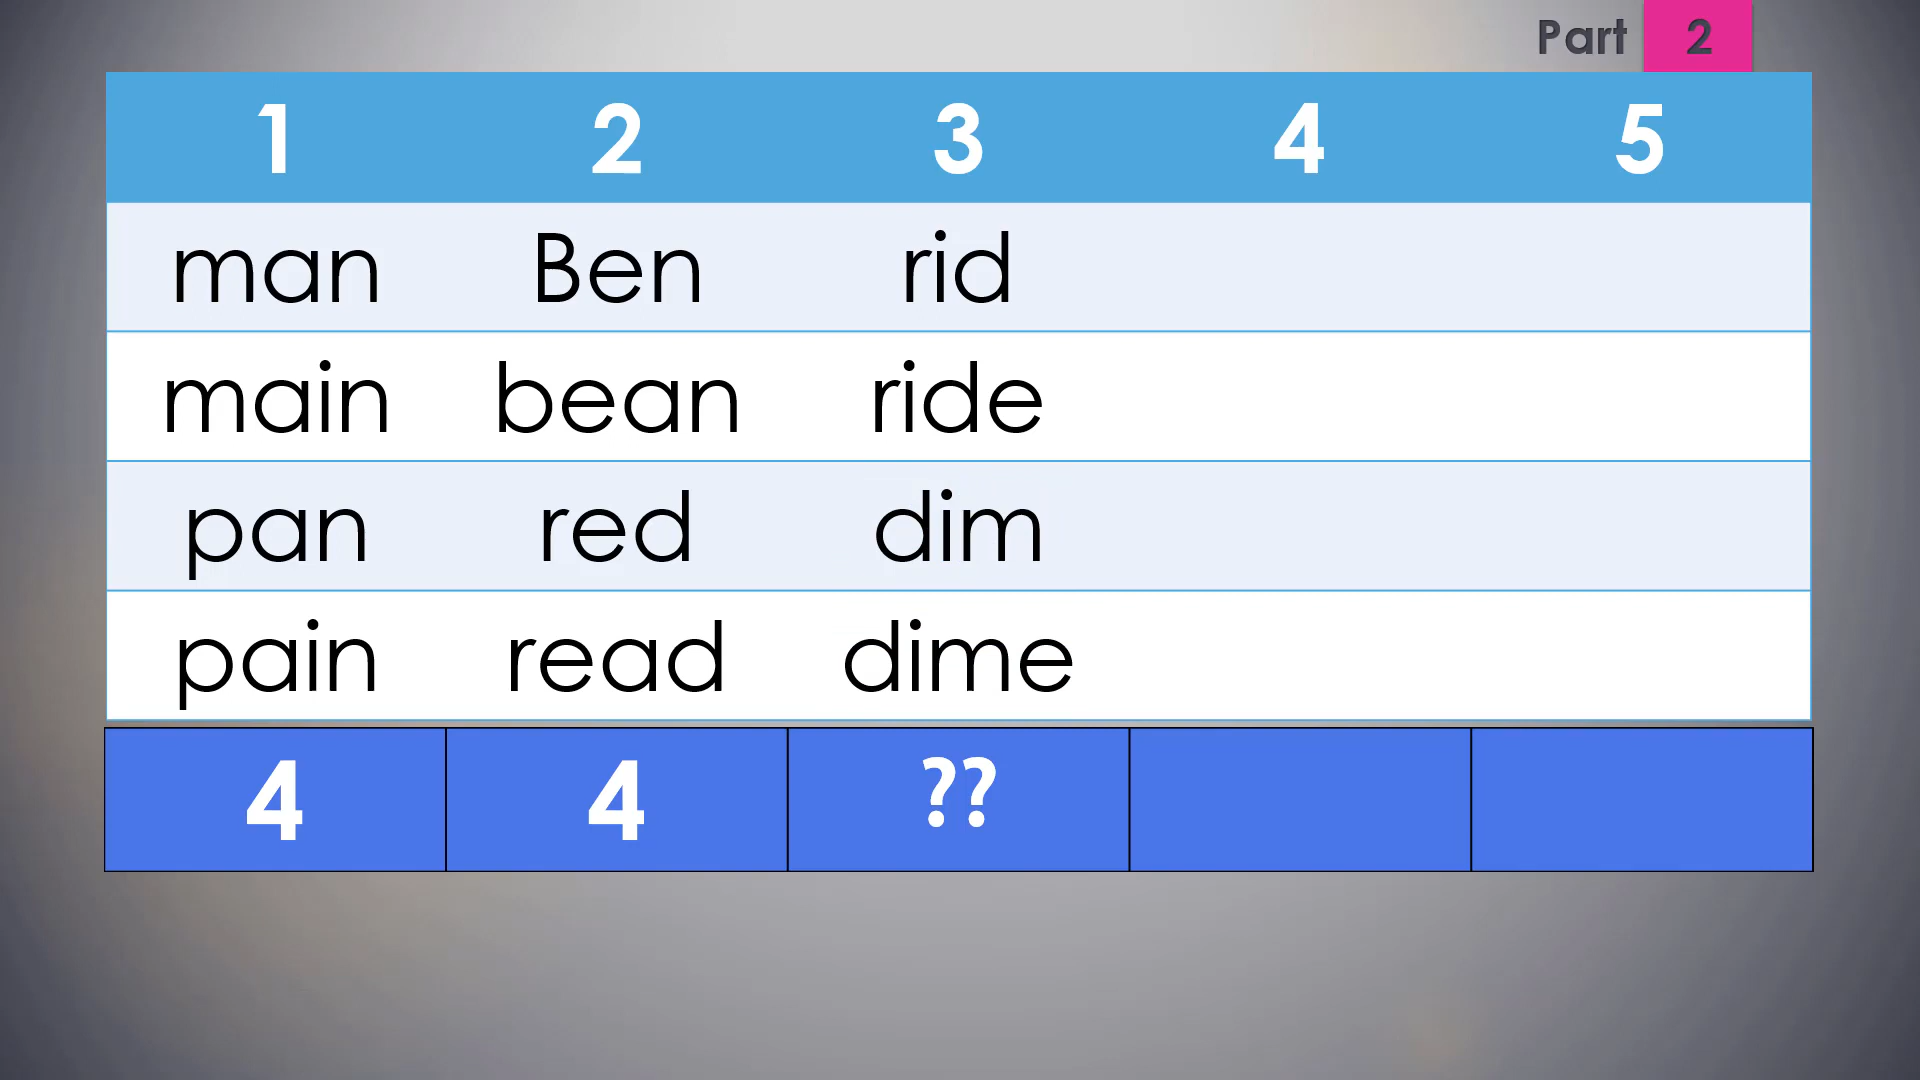 Part 2
1 2 3 4 5
man Ben rid
main bean ride
pan red dim
pain read dime
4 4 ??